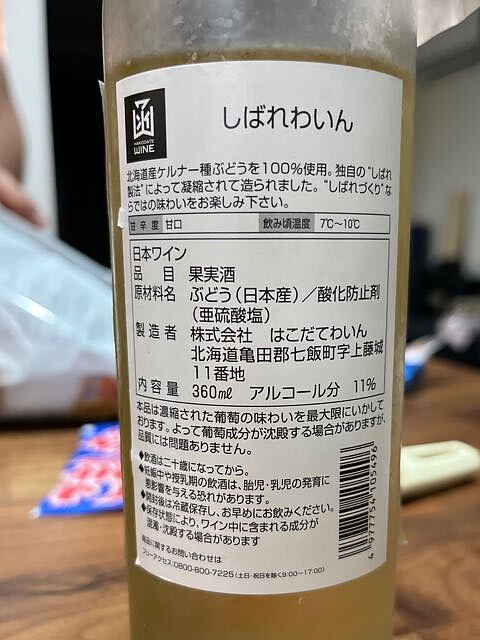 函
HAKODATE
WINE
しばれわいん
北海道産ケルナー種ぶどうを100%使用。独自の“しばれ
製法”によって凝縮されて造られました。“しばれづくり”な
らではの味わいをお楽しみ下さい。
甘辛度 甘口 飲み頃温度 7℃〜10℃
日本ワイン
品目 果実酒
原材料名 ぶどう(日本産)/酸化防止剤
(亜硫酸塩)
製造者 株式会社 はこだてわいん
北海道亀田郡七飯町字上藤城
11番地
内容量 360ml アルコール分 11%
本品は濃縮された葡萄の味わいを最大限にいかして
おります。よって葡萄成分が沈殿する場合がありますが、
品質には問題ありません。
◆飲酒は二十歳になってから。
◆妊娠中や授乳期の飲酒は、胎児・乳児の発育に
悪影響を与える恐れがあります。
◆開封後は冷蔵保存し、お早めにお飲みください。
◆保存状態により、ワイン中に含まれる成分が
混濁・沈殿する場合があります
商品に関するお問い合わせは
フリーアクセス:0800-800-7225(土日・祝日を除く9:00〜17:00)
4977754105496